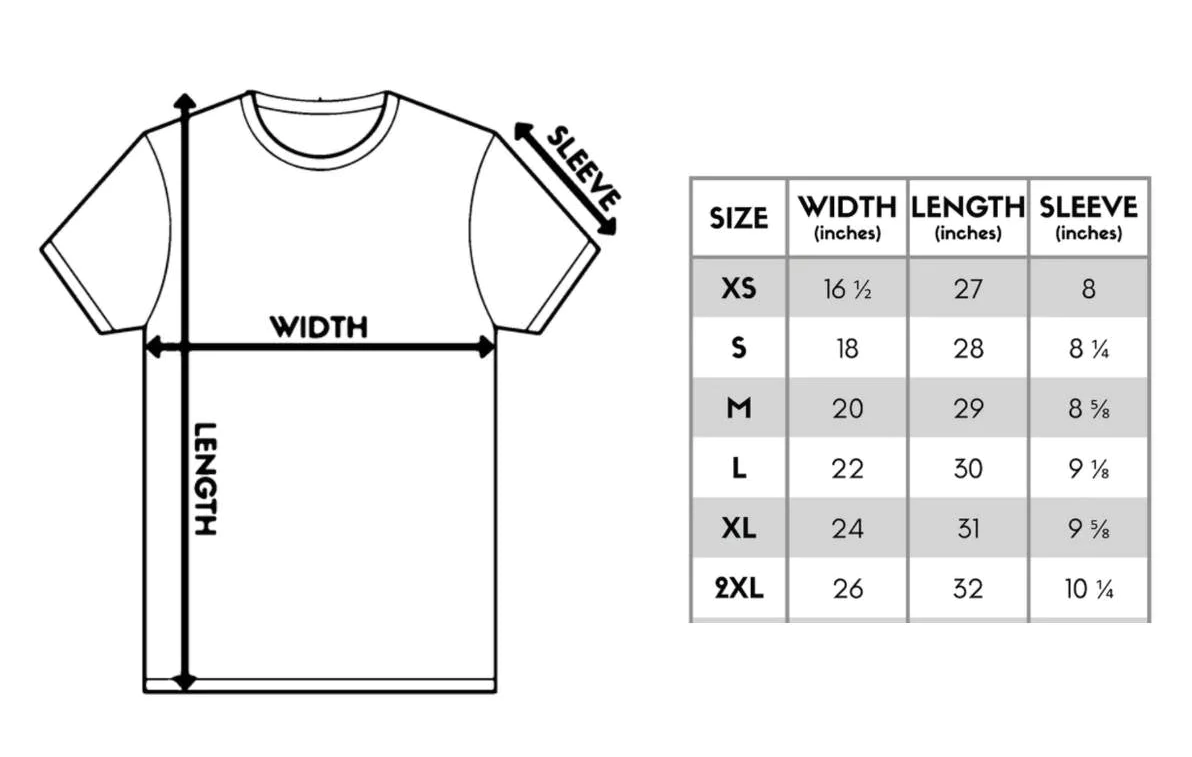 SLEEVE
WIDTH
LENGTH
SIZE WIDTH (inches) LENGTH (inches) SLEEVE (inches)
XS 16 ½ 27 8
S 18 28 8 ¼
M 20 29 8 ⅝
L 22 30 9 ⅛
XL 24 31 9 ⅝
2XL 26 32 10 ¼